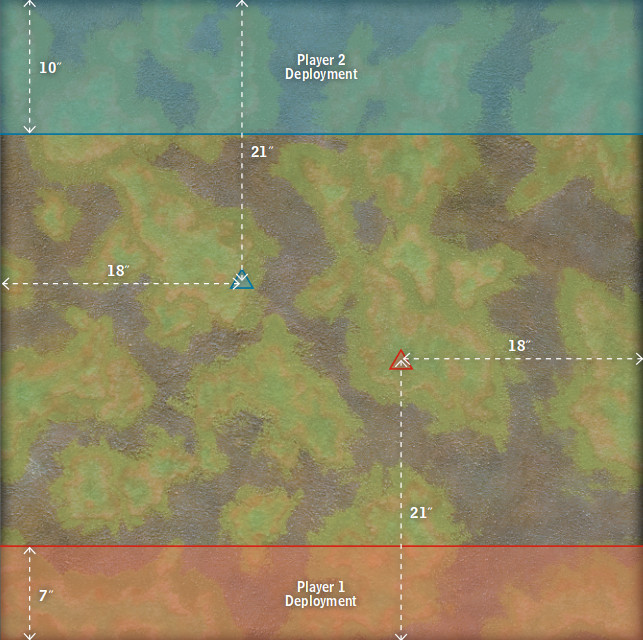 Player 2
Deployment
10"
21"
18"
18"
21"
Player 1
Deployment
7"